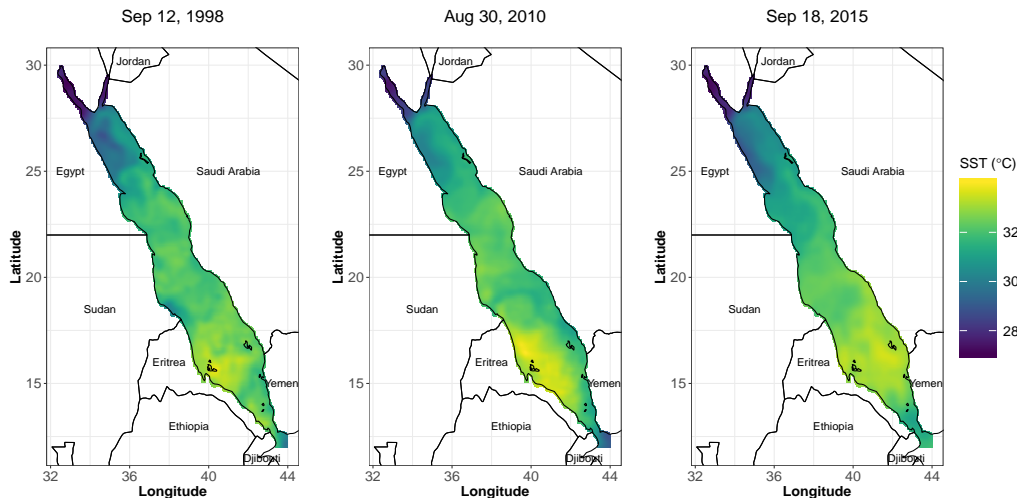 Sep 12, 1998
Aug 30, 2010
Sep 18, 2015
Latitude
30
25
20
15
Jordan
Egypt
Saudi Arabia
Sudan
Eritrea
Yemen
Ethiopia
Djibouti
32
36
40
44
Longitude
Latitude
30
25
20
15
Jordan
Egypt
Saudi Arabia
Sudan
Eritrea
Yemen
Ethiopia
Djibouti
32
36
40
44
Longitude
Latitude
30
25
20
15
Jordan
Egypt
Saudi Arabia
Sudan
Eritrea
Yemen
Ethiopia
Djibouti
32
36
40
44
Longitude
SST (°C)
32
28